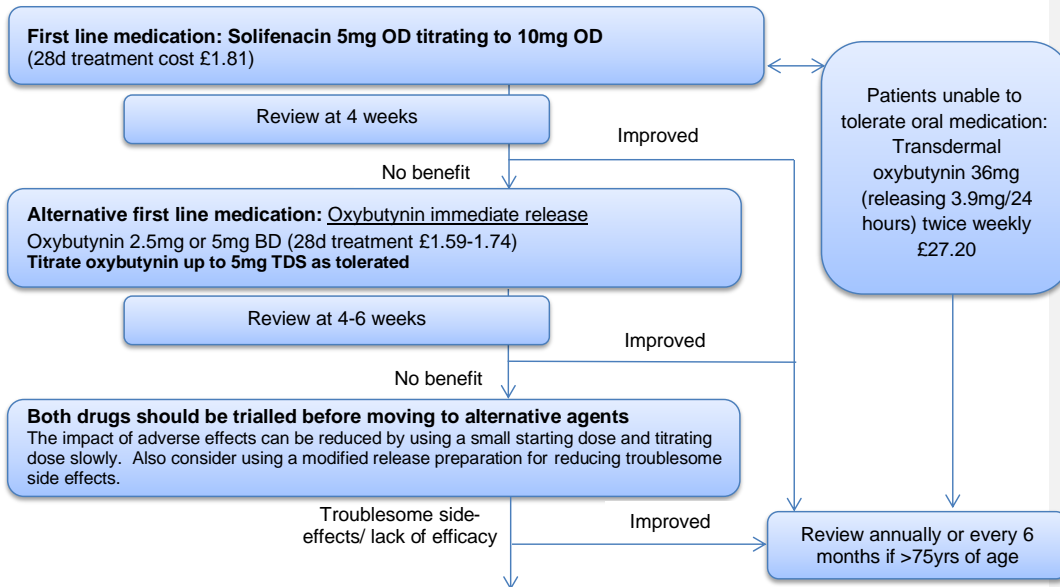 First line medication: Solifenacin 5mg OD titrating to 10mg OD
(28d treatment cost £1.81)
Review at 4 weeks
Improved
No benefit
Patients unable to
tolerate oral medication:
Transdermal
oxybutynin 36mg
(releasing 3.9mg/24
hours) twice weekly
£27.20
Alternative first line medication: Oxybutynin immediate release
Oxybutynin 2.5mg or 5mg BD (28d treatment £1.59-1.74)
Titrate oxybutynin up to 5mg TDS as tolerated
Review at 4-6 weeks
Improved
No benefit
Both drugs should be trialled before moving to alternative agents
The impact of adverse effects can be reduced by using a small starting dose and titrating
dose slowly.  Also consider using a modified release preparation for reducing troublesome
side effects.
Troublesome side-
effects/ lack of efficacy
Improved
Review annually or every 6
months if >75yrs of age